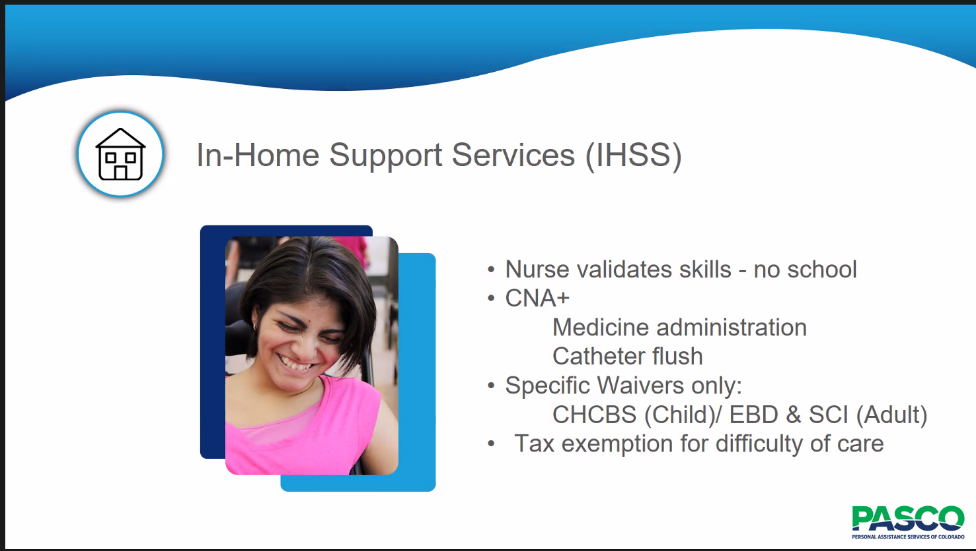 In-Home Support Services (IHSS)
• Nurse validates skills - no school
• CNA+
Medicine administration
Catheter flush
• Specific Waivers only:
CHCBS (Child)/ EBD & SCI (Adult)
• Tax exemption for difficulty of care
PASCO
PERSONAL ASSISTANCE SERVICES OF COLORADO